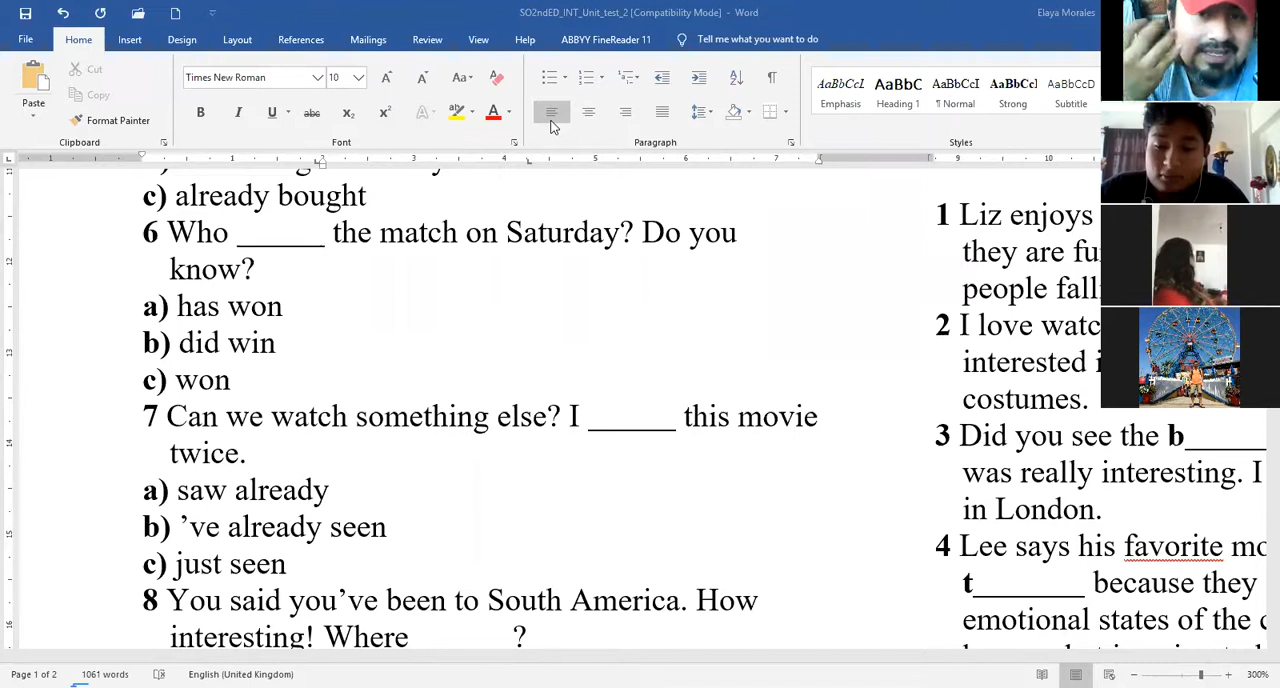 SO2ndED_INT_Unit_test_2 [Compatibility Mode] - Word
Elaya Morales
File Home Insert Design Layout References Mailings Review View Help ABBYY FineReader 11 Tell me what you want to do
Paste
Cut
Copy
Format Painter
Clipboard
Times New Roman 10
Font
Paragraph
AaBbCcI AaBbC AaBbCcI AaBbCcI AaBbCcD
Emphasis Heading 1 ¶ Normal Strong Subtitle
Styles
c) already bought
6 Who ______ the match on Saturday? Do you
know?
a) has won
b) did win
c) won
7 Can we watch something else? I ______ this movie
twice.
a) saw already
b) ’ve already seen
c) just seen
8 You said you’ve been to South America. How
interesting! Where _______?
1 Liz enjoys
they are fu
people fall
2 I love watc
interested i
costumes.
3 Did you see the b______
was really interesting. I
in London.
4 Lee says his favorite mo
t________ because they
emotional states of the c
Page 1 of 2 1061 words English (United Kingdom) 300%